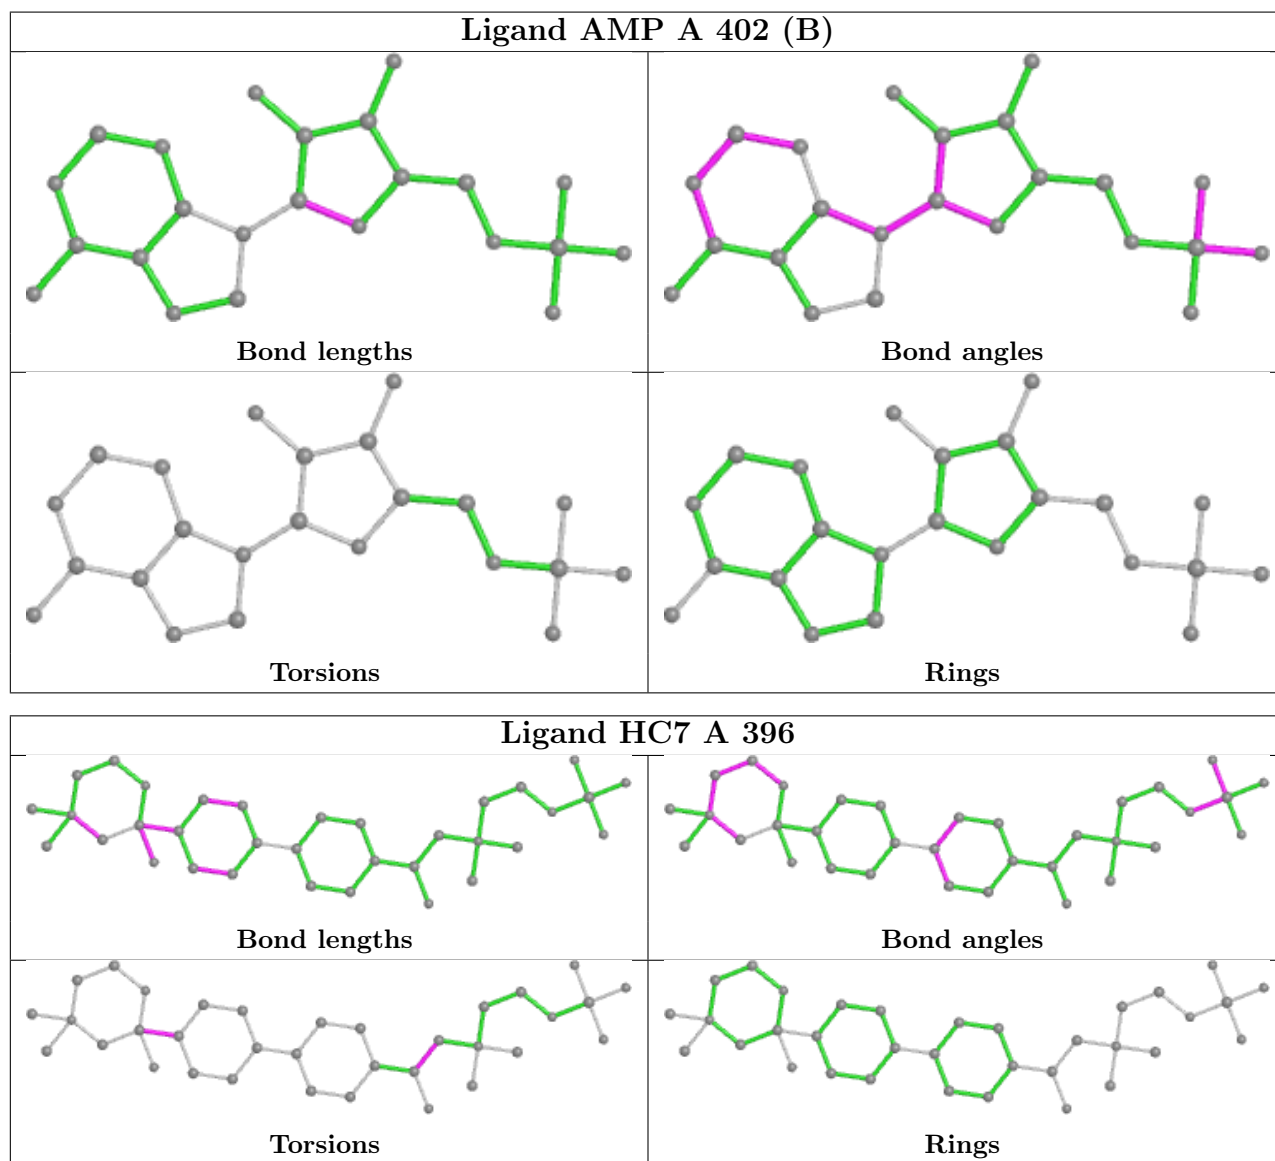 Ligand AMP A 402 (B)
Bond lengths
Bond angles
Torsions
Rings
Ligand HC7 A 396
Bond lengths
Bond angles
Torsions
Rings